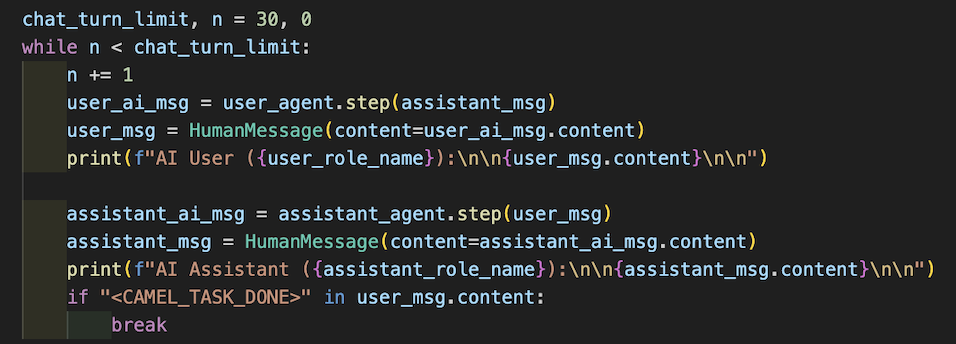 chat_turn_limit, n = 30, 0
while n < chat_turn_limit:
    n += 1
    user_ai_msg = user_agent.step(assistant_msg)
    user_msg = HumanMessage(content=user_ai_msg.content)
    print(f"AI User ({user_role_name}):\n\n{user_msg.content}\n\n")

    assistant_ai_msg = assistant_agent.step(user_msg)
    assistant_msg = HumanMessage(content=assistant_ai_msg.content)
    print(f"AI Assistant ({assistant_role_name}):\n\n{assistant_msg.content}\n\n")
    if "<CAMEL_TASK_DONE>" in user_msg.content:
        break